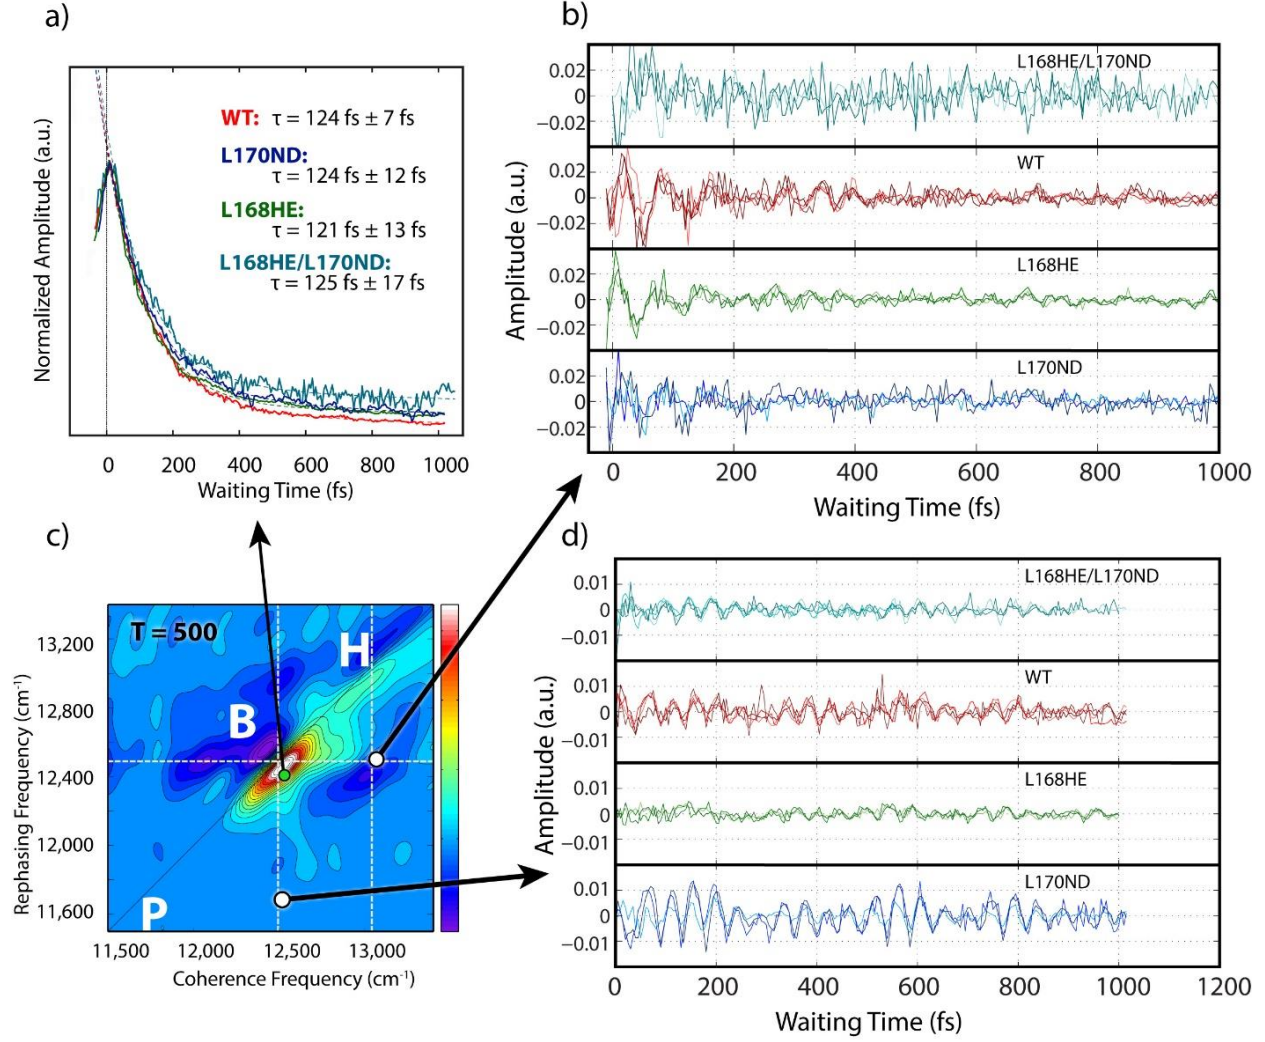 a)
Normalized Amplitude (a.u.)
WT: τ = 124 fs ± 7 fs
L170ND:
τ = 124 fs ± 12 fs
L168HE:
τ = 121 fs ± 13 fs
L168HE/L170ND:
τ = 125 fs ± 17 fs
0 200 400 600 800 1000
Waiting Time (fs)
b)
Amplitude (a.u.)
L168HE/L170ND
0.02
0
−0.02
WT
0.02
0
−0.02
L168HE
0.02
0
−0.02
L170ND
0.02
0
−0.02
0 200 400 600 800 1000
Waiting Time (fs)
c)
Rephasing Frequency (cm⁻¹)
T = 500
H
B
P
13,200
12,800
12,400
12,000
11,600
11,500 12,000 12,500 13,000
Coherence Frequency (cm⁻¹)
d)
Amplitude (a.u.)
L168HE/L170ND
0.01
0
−0.01
WT
0.01
0
−0.01
L168HE
0.01
0
−0.01
L170ND
0.01
0
−0.01
0 200 400 600 800 1000 1200
Waiting Time (fs)